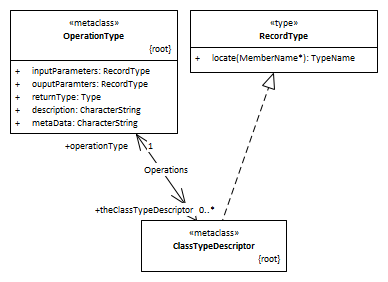 «metaclass»
OperationType
{root}
+ inputParameters: RecordType
+ ouputParamters: RecordType
+ returnType: Type
+ description: CharacterString
+ metaData: CharacterString
«type»
RecordType
+ locate(MemberName*): TypeName
+operationType 1
Operations
+theClassTypeDescriptor 0..*
«metaclass»
ClassTypeDescriptor
{root}